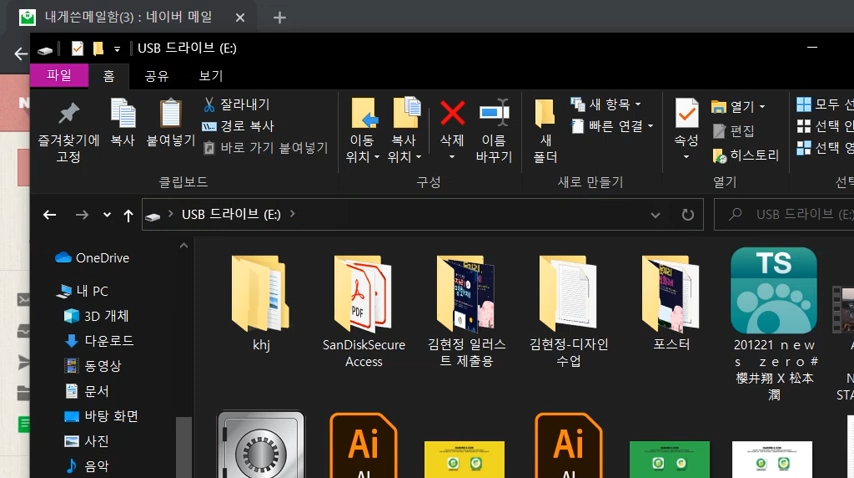 내게쓴메일함(3) : 네이버 메일
USB 드라이브 (E:)
파일 홈 공유 보기
즐겨찾기에 고정
복사
붙여넣기
잘라내기
경로 복사
바로 가기 붙여넣기
클립보드
이동 위치
복사 위치
삭제
이름 바꾸기
구성
새 폴더
새 항목
빠른 연결
새로 만들기
속성
열기
편집
히스토리
열기
모두
선택
선택
USB 드라이브 (E:)
USB 드라이브 (E:)
OneDrive
내 PC
3D 개체
다운로드
동영상
문서
바탕 화면
사진
음악
khj
PDF
SanDiskSecure
Access
김현정 일러스
트 제출용
김현정-디자인
수업
포스터
TS
201221 ｎｅｗ
ｓ ｚｅｒｏ#
櫻井翔 X 松本
潤
STA
Ai
Ai